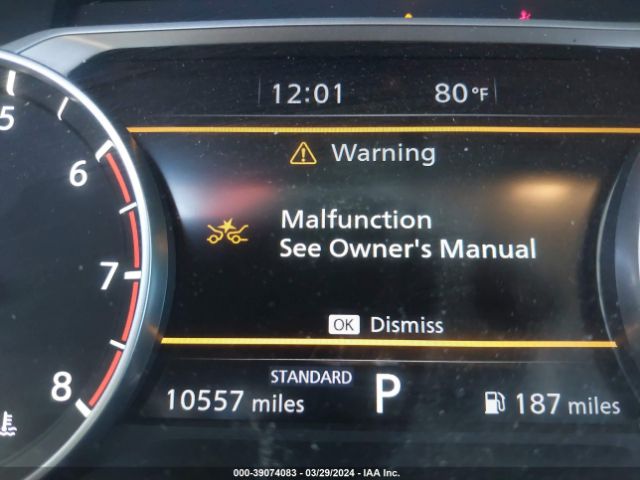 12:01 80°F
5
6
7
8
Warning
Malfunction
See Owner's Manual
OK Dismiss
STANDARD
10557 miles P 187 miles
000-39074083 - 03/29/2024 - IAA Inc.